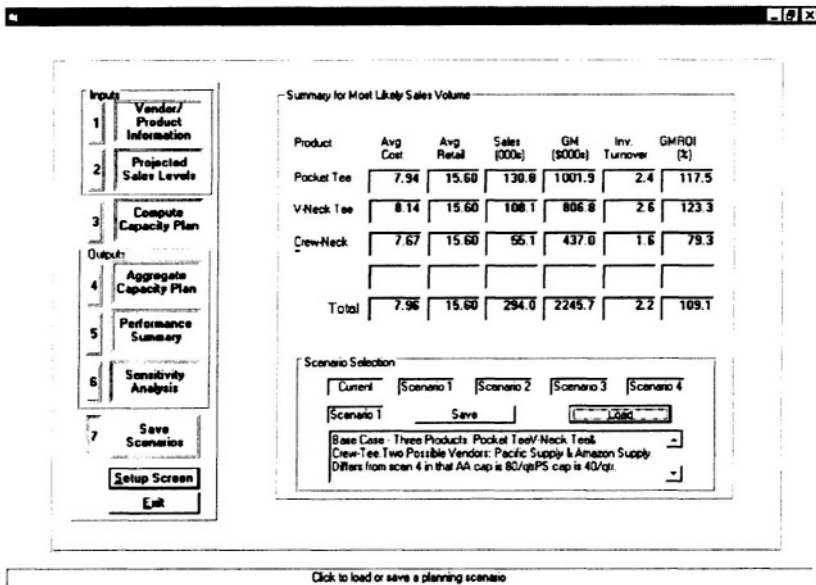 Inputs
1 Vendor/
Product
Information
2 Projected
Sales Levels
3 Compute
Capacity Plan
Outputs
4 Aggregate
Capacity Plan
5 Performance
Summary
6 Sensitivity
Analysis
7 Save
Scenarios
Setup Screen
Exit
Summary for Most Likely Sales Volume
Product Avg Cost Avg Retail Sales (000s) GM ($000s) Inv. Turnover GMROI (%)
Pocket Tee 7.94 15.60 130.8 1001.9 2.4 117.5
V-Neck Tee 8.14 15.60 108.1 806.8 2.6 123.3
Crew-Neck 7.67 15.60 55.1 437.0 1.6 79.3
Total 7.96 15.60 294.0 2245.7 2.2 109.1
Scenario Selection
Current Scenario 1 Scenario 2 Scenario 3 Scenario 4
Scenario 1 Save Load
Base Case - Three Products: Pocket TeeV-Neck Tee&
Crew-Tee.Two Possible Vendors: Pacific Supply & Amazon Supply.
Differs from scen 4 in that AA cap is 80/qtrPS cap is 40/qtr.
Click to load or save a planning scenario